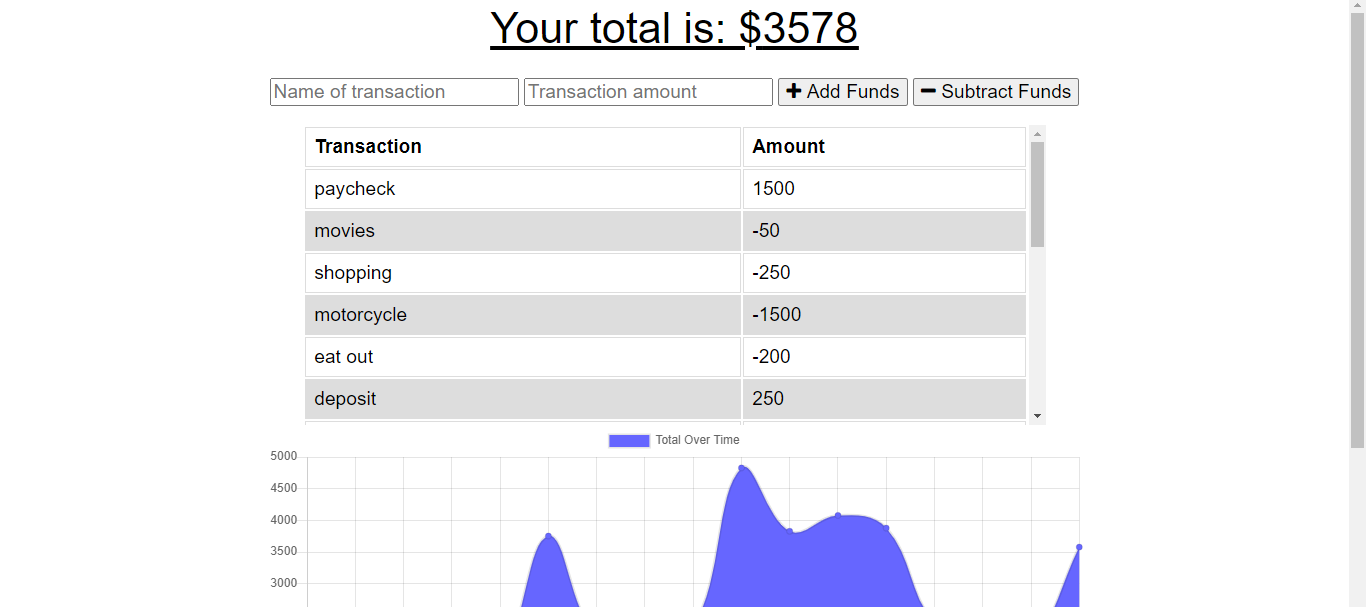 Your total is: $3578
Name of transaction Transaction amount Add Funds Subtract Funds
Transaction Amount
paycheck 1500
movies -50
shopping -250
motorcycle -1500
eat out -200
deposit 250
Total Over Time
5000
4500
4000
3500
3000